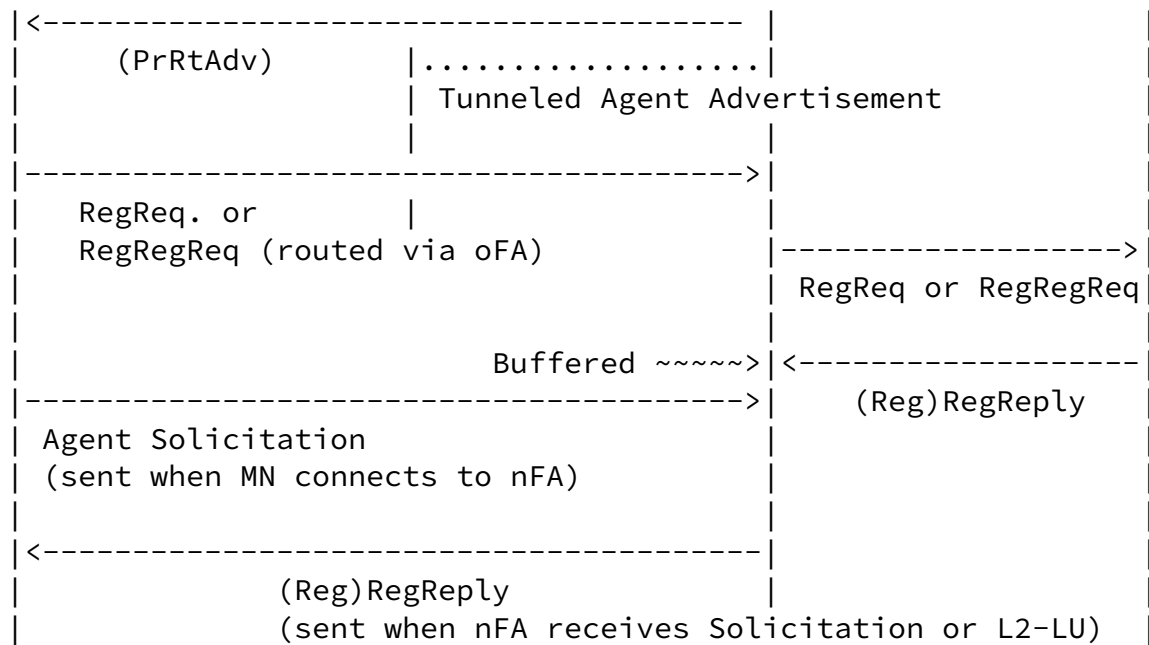 |<--------------------------------------- |                    |
|     (PrRtAdv)        |...................|                    |
|                      | Tunneled Agent Advertisement           |
|                      |                   |                    |
|---------------------------------------->|                    |
|   RegReq. or         |                                        |
|   RegRegReq (routed via oFA)             |------------------->|
|                                          | RegReq or RegRegReq|
|                                          |                    |
|                          Buffered ~~~~~>|<-------------------|
|---------------------------------------->|    (Reg)RegReply   |
| Agent Solicitation                       |                    |
| (sent when MN connects to nFA)           |                    |
|                                          |                    |
|<----------------------------------------|                    |
|              (Reg)RegReply               |                    |
|              (sent when nFA receives Solicitation or L2-LU)   |